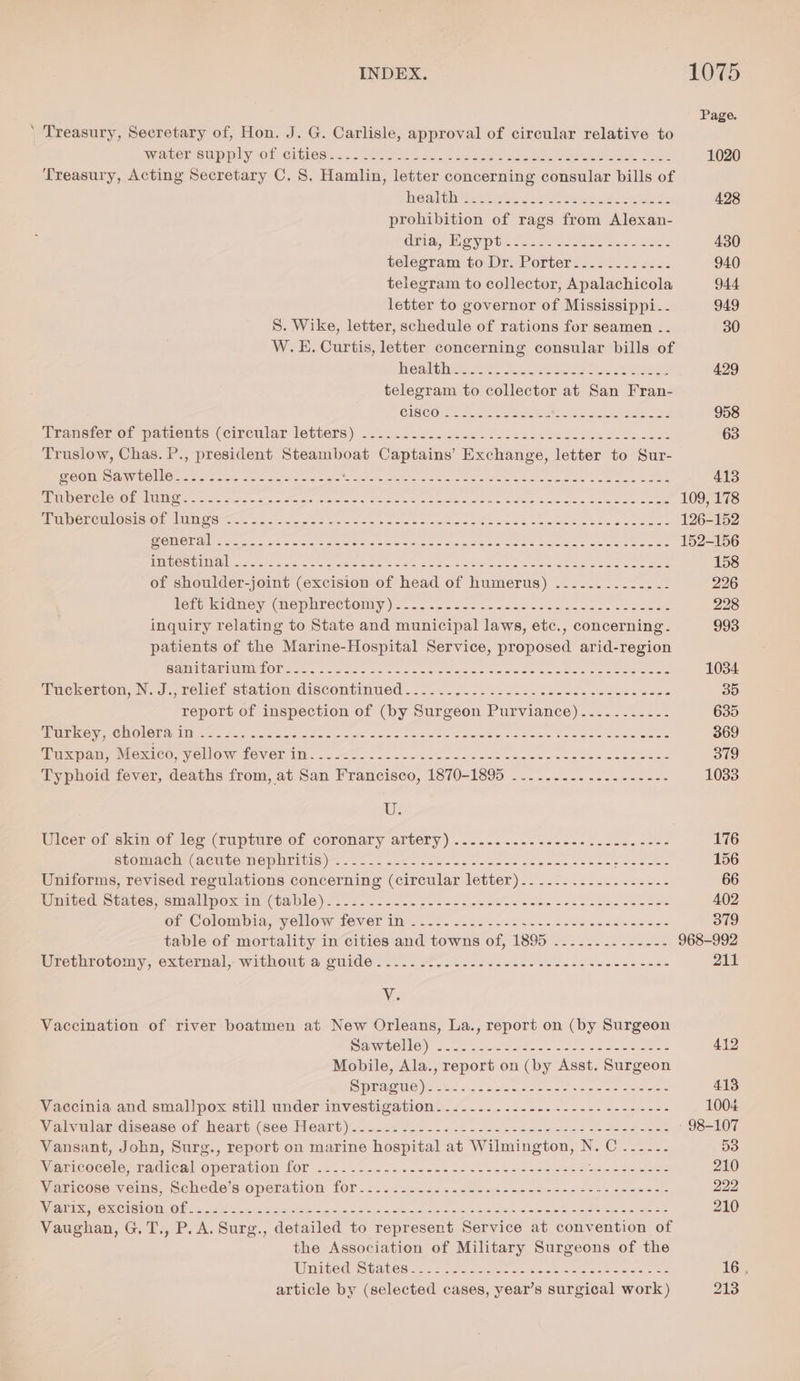 INDEX. 1075
Page.
Treasury, Secretary of, Hon. J. G. Carlisle, approval of circular relative to
water supply of cities 1020
Treasury, Acting Secretary C. S. Hamlin, letter concerning consular bills of
health 428
prohibition of rags from Alexan-
dria, Egypt 430
telegram to Dr. Porter 940
telegram to collector, Apalachicola 944
letter to governor of Mississippi 949
S. Wike, letter, schedule of rations for seamen 30
W. E. Curtis, letter concerning consular bills of
health 429
telegram to collector at San Fran-
cisco 958
Transfer of patients (circular letters) 63
Truslow, Chas. P., president Steamboat Captains' Exchange, letter to Sur-
geon Sawtelle 413
Tubercle of lung 109, 178
Tuberculosis of lungs 126-152
general 152-156
intestinal 158
of shoulder-joint (excision of head of humerus) 226
left kidney (nephrectomy) 228
inquiry relating to State and municipal laws, etc., concerning. 993
patients of the Marine-Hospital Service, proposed arid-region
sanitarium for 1034
Tuckerton, N. J., relief station discontinued 35
report of inspection of (by Surgeon Purviance) 635
Turkey, cholera in 369
Tuxpan, Mexico, yellow fever in 379
Typhoid fever, deaths from, at San Francisco, 1870-1895 1033
U.
Ulcer of skin of leg (rupture of coronary artery) 176
stomach (acute nephritis) 156
Uniforms, revised regulations concerning (circular letter) 66
United States, smallpox in (table) 402
of Colombia, yellow fever in 379
table of mortality in cities and towns of, 1895 968-992
Urethrotomy, external, without a guide 211
V.
Vaccination of river boatmen at New Orleans, La., report on (by Surgeon
Sawtelle) 412
Mobile, Ala., report on (by Asst. Surgeon
Sprague) 413
Vaccinia and smallpox still under investigation 1004
Valvular disease of heart (see Heart) 98-107
Vansant, John, Surg., report on marine hospital at Wilmington, N. C 53
Varicocele, radical operation for 210
Varicose veins, Schede's operation for 222
Varix, excision of 210
Vaughan, G. T., P. A. Surg., detailed to represent Service at convention of
the Association of Military Surgeons of the
United States 16
article by (selected cases, year's surgical work) 213